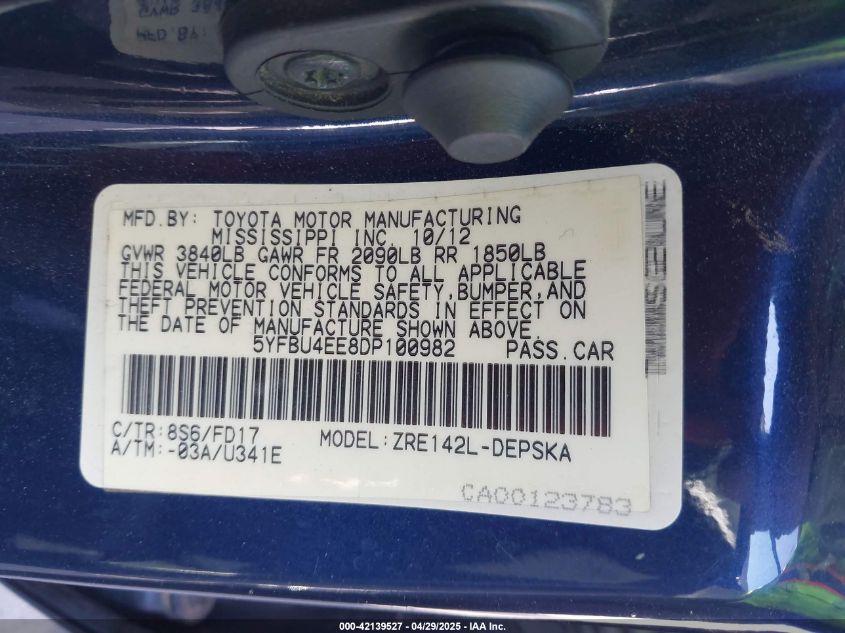 MFD.BY: TOYOTA MOTOR MANUFACTURING
MISSISSIPPI INC. 10/12
GVWR 3840LB GAWR FR 2090LB RR 1850LB
THIS VEHICLE CONFORMS TO ALL APPLICABLE
FEDERAL MOTOR VEHICLE SAFETY,BUMPER,AND
THEFT PREVENTION STANDARDS IN EFFECT ON
THE DATE OF MANUFACTURE SHOWN ABOVE.
5YFBU4EE8DP100982 PASS.CAR
C/TR:8S6/FD17 MODEL:ZRE142L-DEPSKA
A/TM:-03A/U341E
CA00123783
000-42139527 - 04/29/2025 - © IAA Inc.